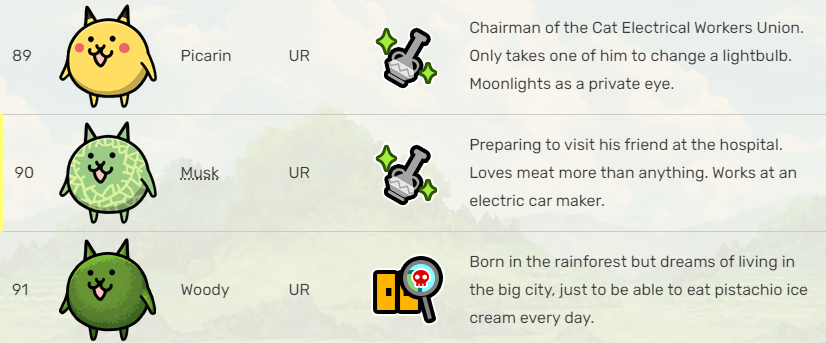 89 Picarin UR Chairman of the Cat Electrical Workers Union.
Only takes one of him to change a lightbulb.
Moonlights as a private eye.
90 Musk UR Preparing to visit his friend at the hospital.
Loves meat more than anything. Works at an
electric car maker.
91 Woody UR Born in the rainforest but dreams of living in
the big city, just to be able to eat pistachio ice
cream every day.